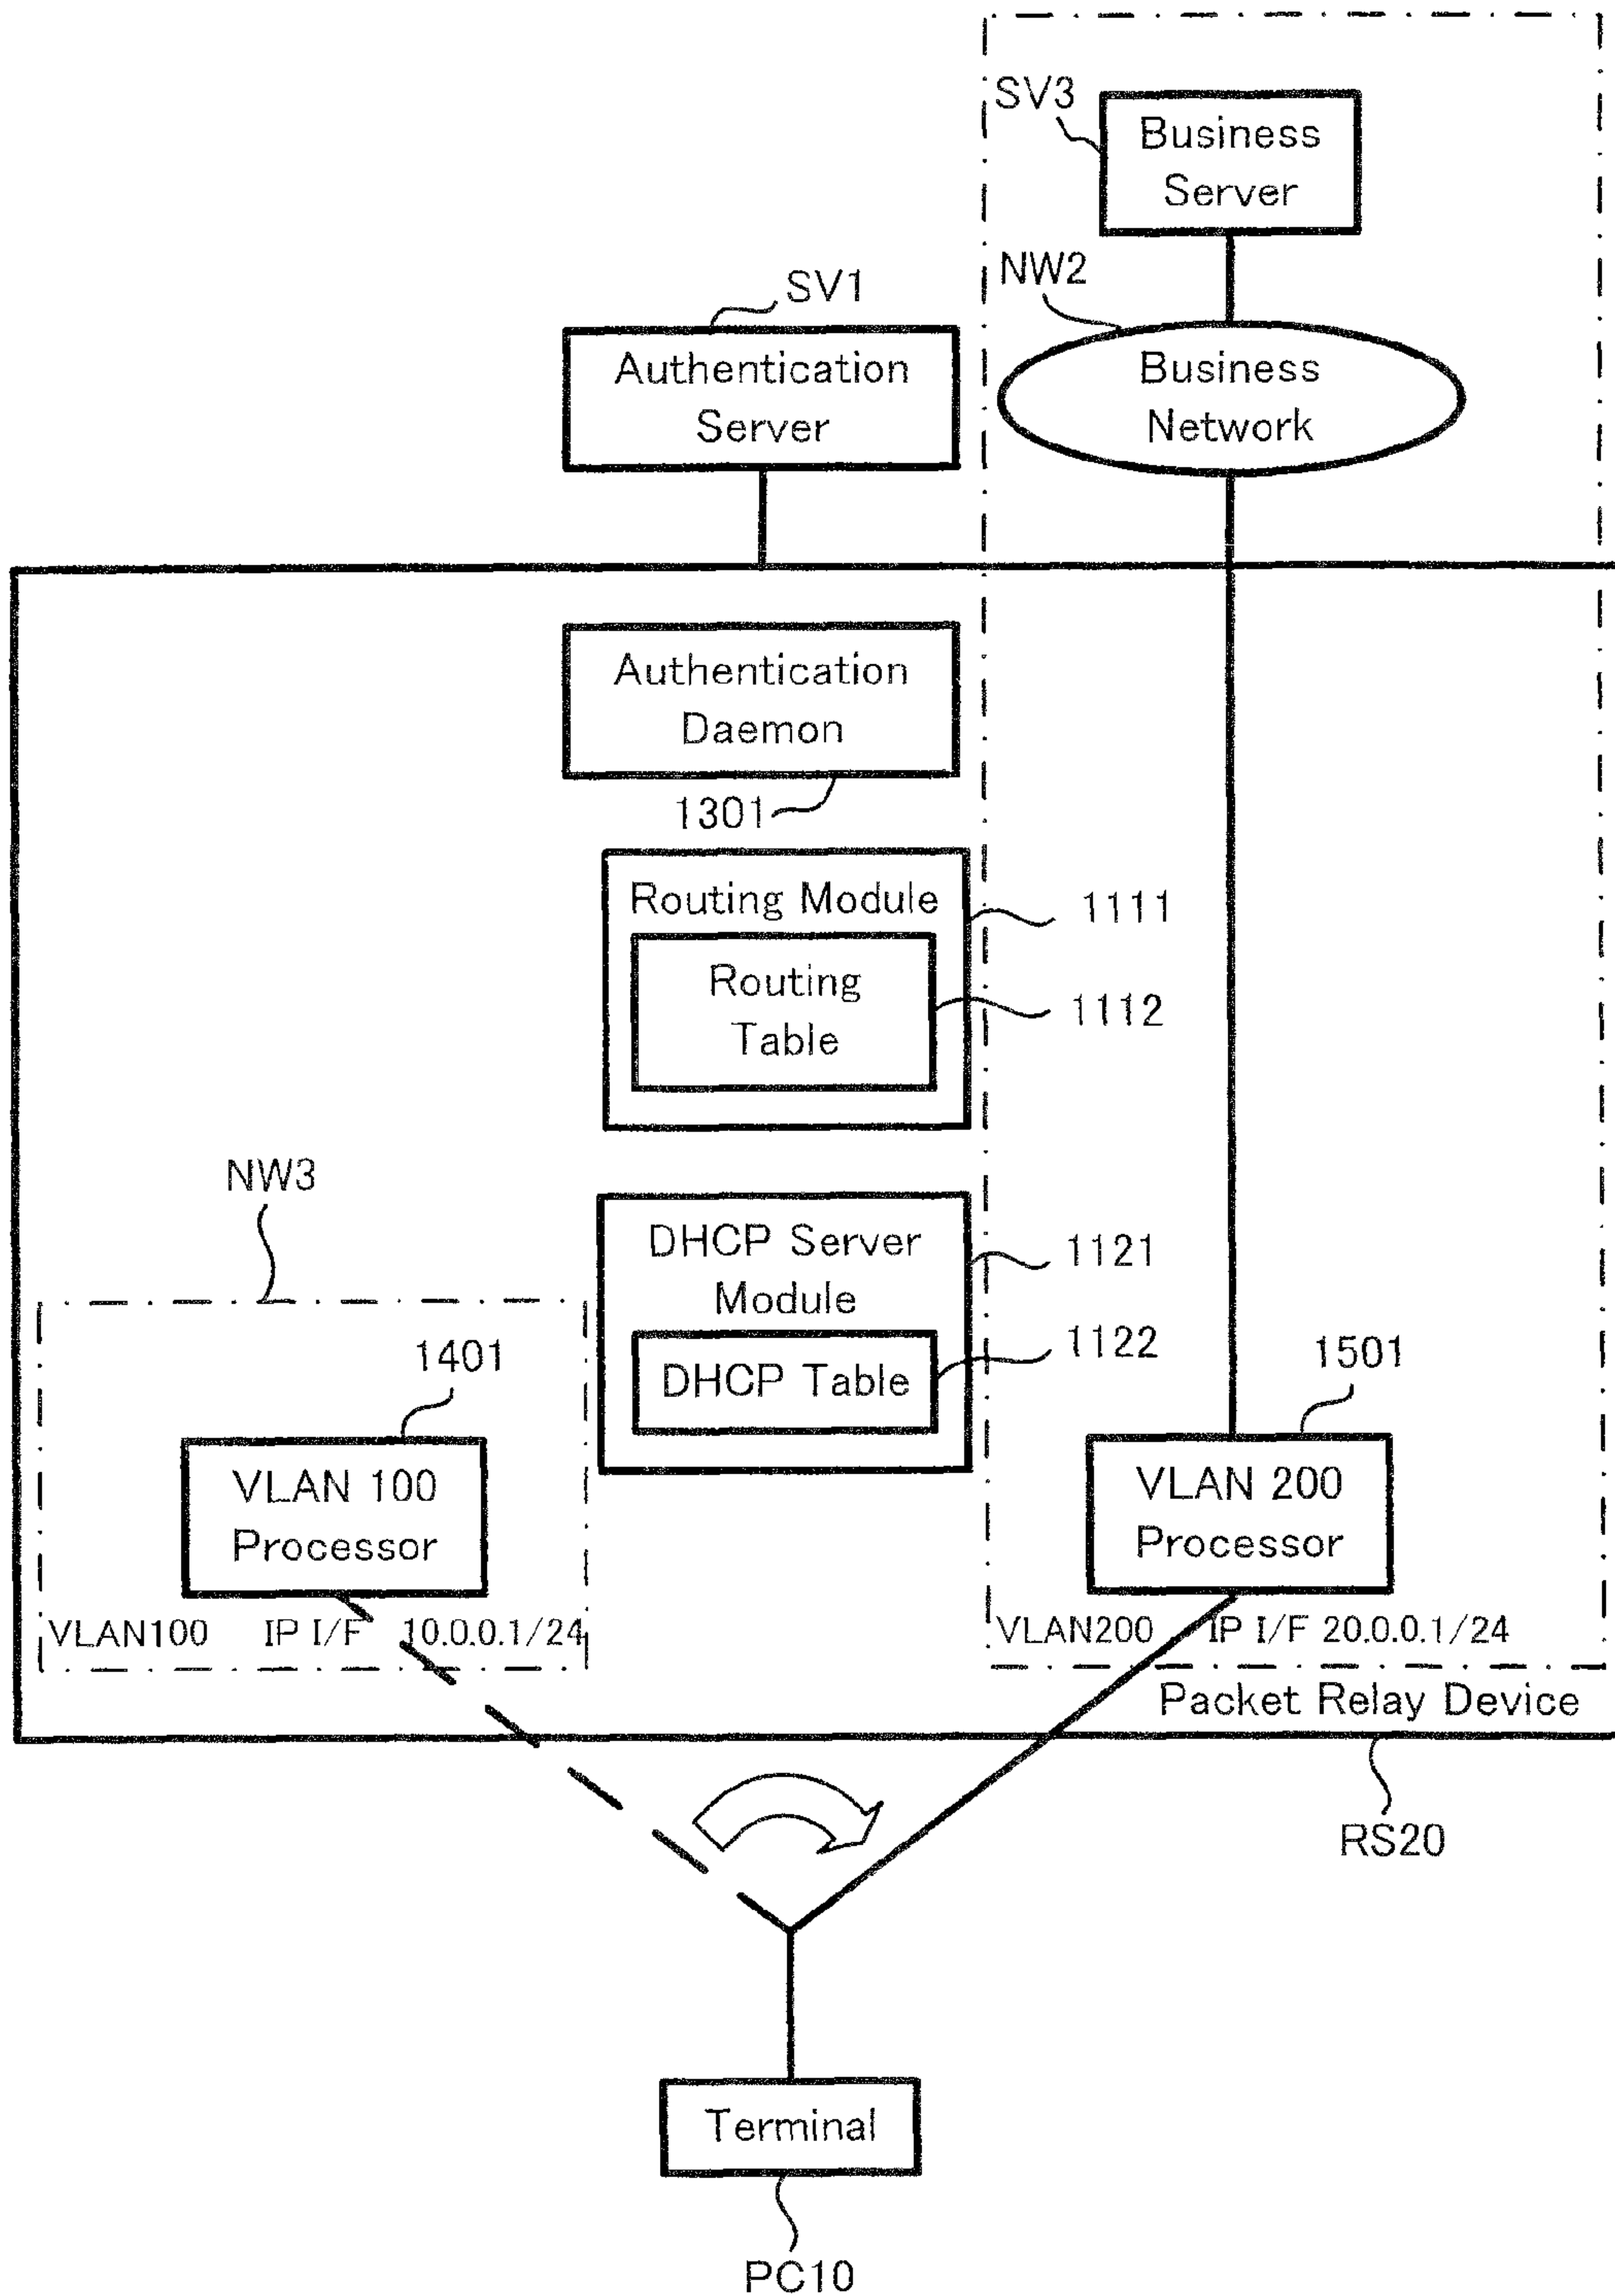 SV3
Business
Server
NW2
Business
Network
SV1
Authentication
Server
Authentication
Daemon
1301
Routing Module
1111
Routing
Table
1112
NW3
DHCP Server
Module
1121
DHCP Table
1122
1401
VLAN 100
Processor
1501
VLAN 200
Processor
VLAN100 IP I/F 10.0.0.1/24
VLAN200 IP I/F 20.0.0.1/24
Packet Relay Device
RS20
Terminal
PC10